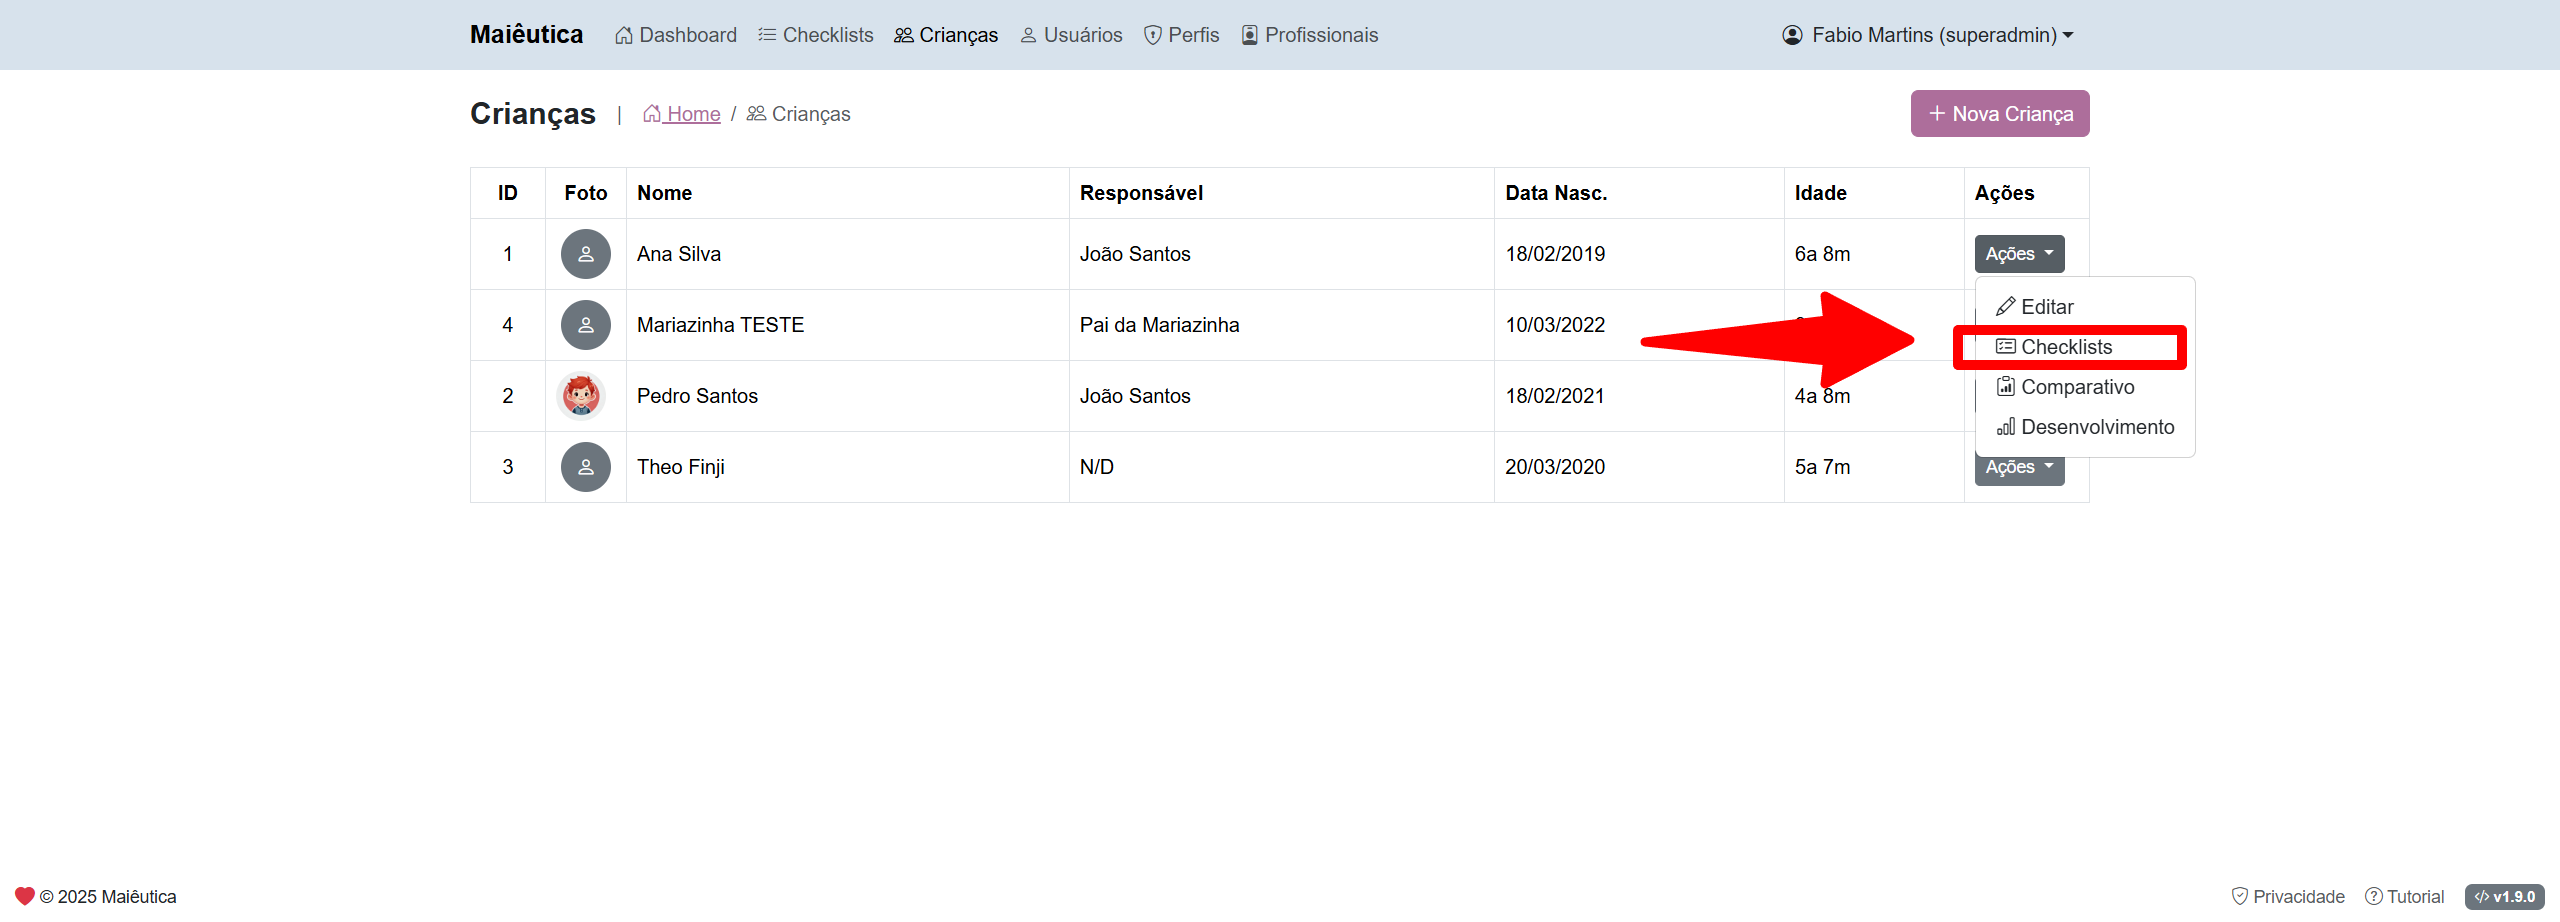 Maiêutica Dashboard Checklists Crianças Usuários Perfis Profissionais Fabio Martins (superadmin)
Crianças | Home / Crianças + Nova Criança
ID Foto Nome Responsável Data Nasc. Idade Ações
1 Ana Silva João Santos 18/02/2019 6a 8m Ações
Editar
4 Mariazinha TESTE Pai da Mariazinha 10/03/2022
Checklists
Comparativo
2 Pedro Santos João Santos 18/02/2021 4a 8m
Desenvolvimento
3 Theo Finji N/D 20/03/2020 5a 7m Ações
© 2025 Maiêutica Privacidade Tutorial v1.9.0